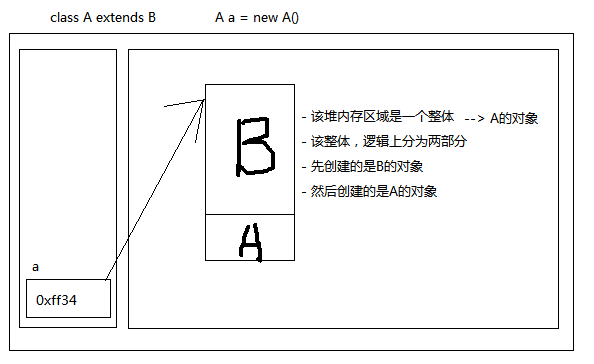 class A extends B    A a = new A()
B
- 该堆内存区域是一个整体 --> A的对象
- 该整体，逻辑上分为两部分
- 先创建的是B的对象
- 然后创建的是A的对象
A
a
0xff34